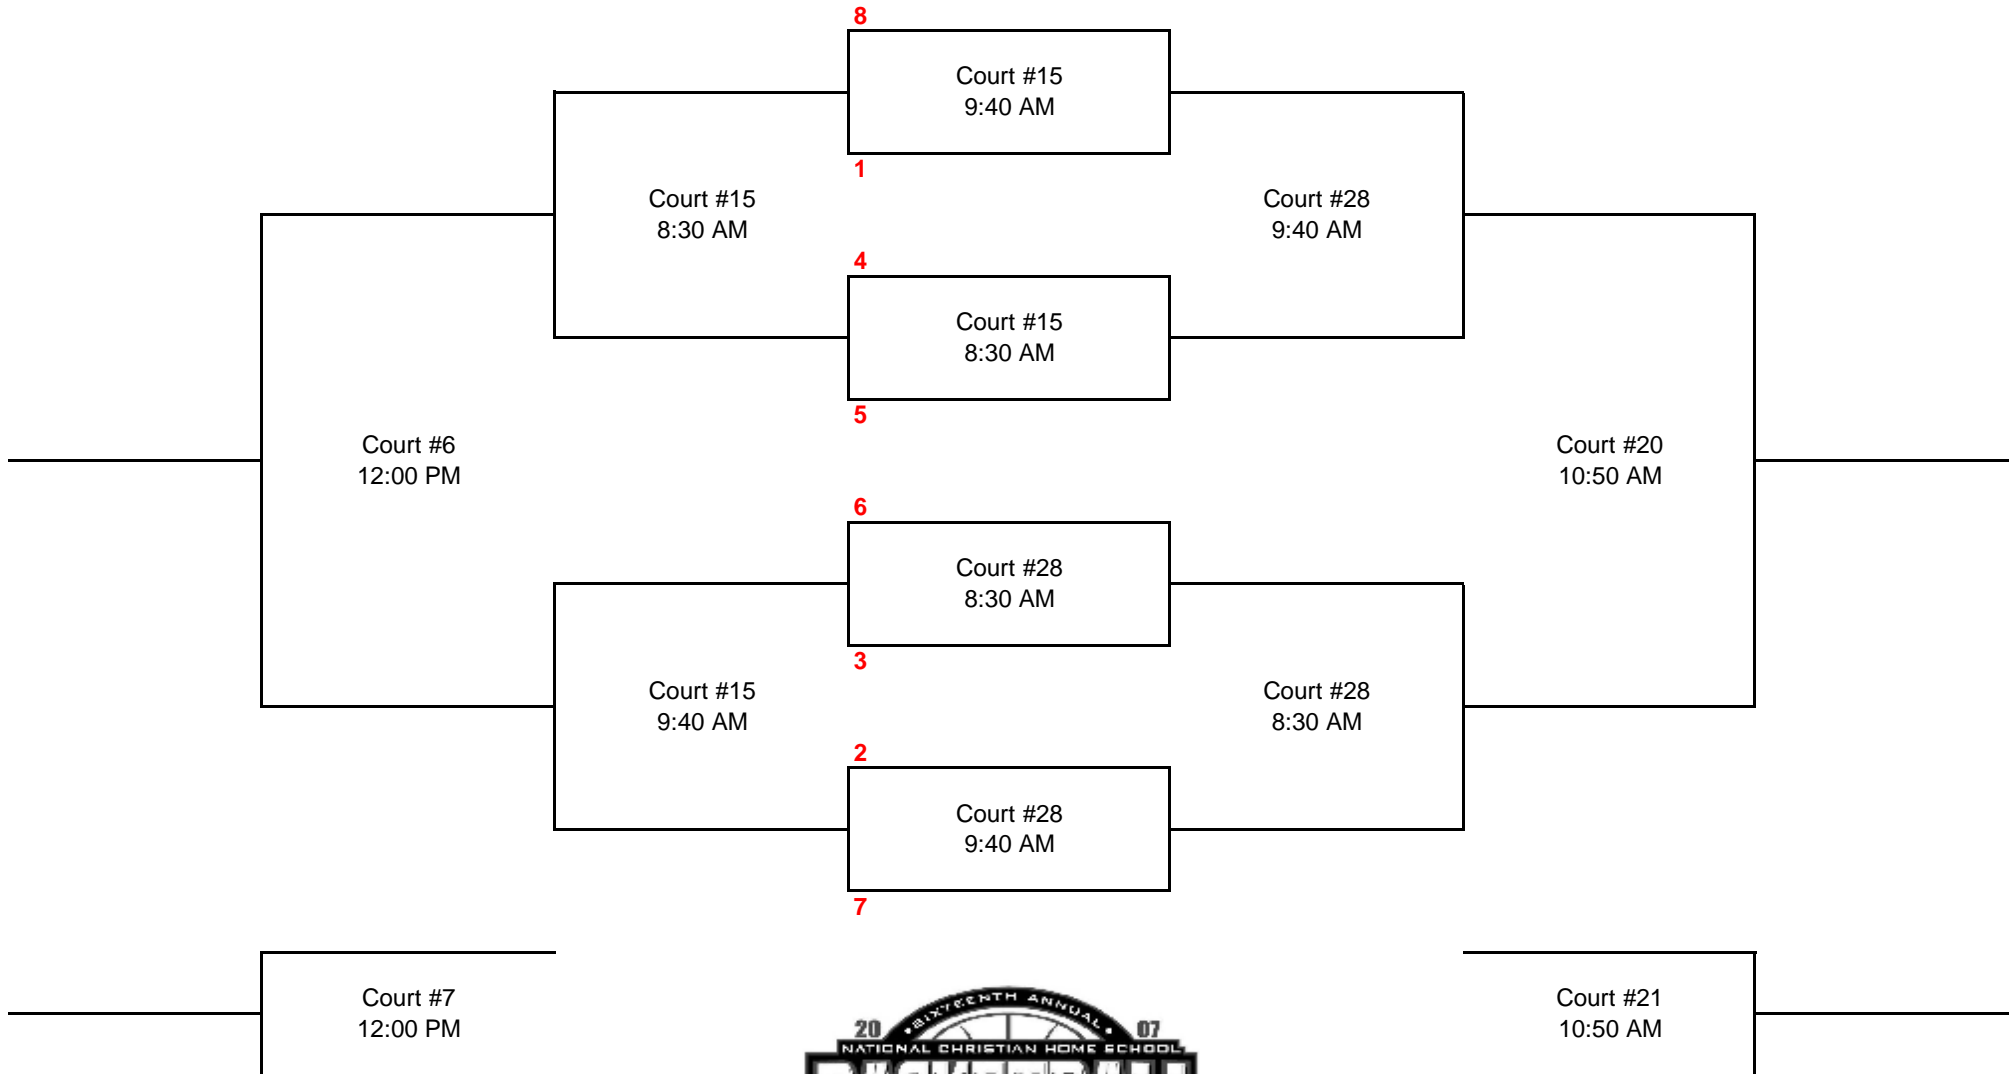 8
Court #15
9:40 AM
1
Court #15
8:30 AM
Court #28
9:40 AM
4
Court #15
8:30 AM
5
Court #6
12:00 PM
Court #20
10:50 AM
6
Court #28
8:30 AM
3
Court #15
9:40 AM
Court #28
8:30 AM
2
Court #28
9:40 AM
7
Court #7
12:00 PM
Court #21
10:50 AM
SIXTEENTH ANNUAL
20 07
NATIONAL CHRISTIAN HOME SCHOOL